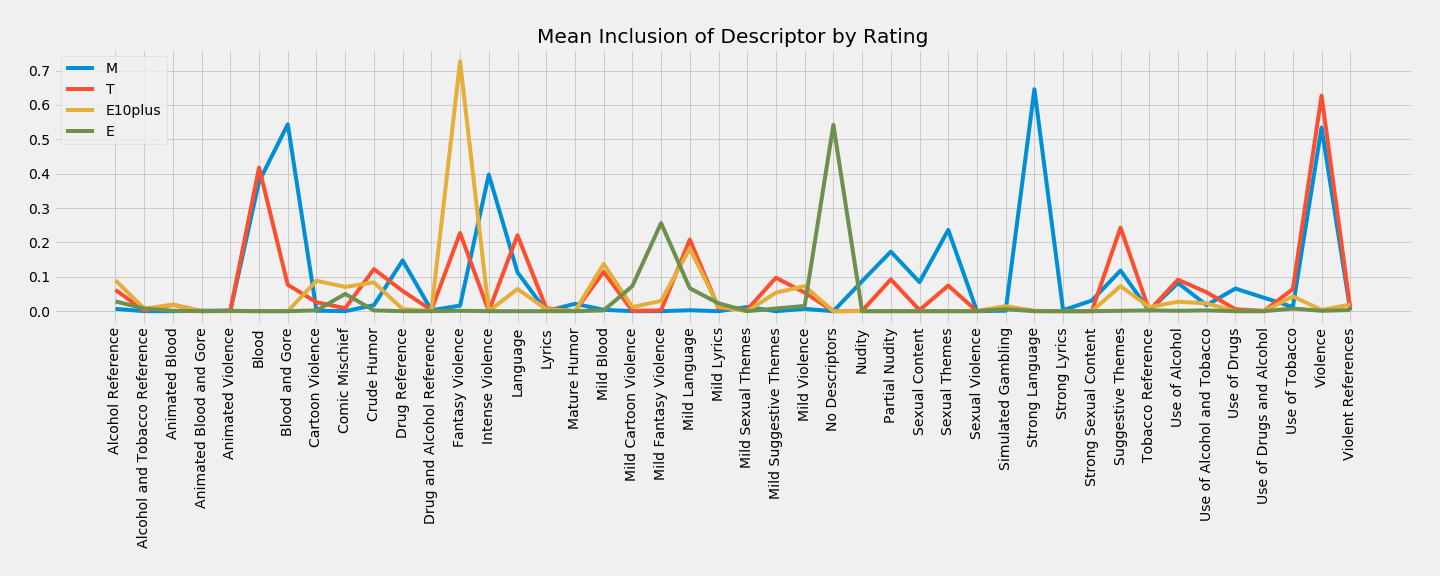 Mean Inclusion of Descriptor by Rating
M
T
E10plus
E
0.7
0.6
0.5
0.4
0.3
0.2
0.1
0.0
Alcohol Reference
Alcohol and Tobacco Reference
Animated Blood
Animated Blood and Gore
Animated Violence
Blood
Blood and Gore
Cartoon Violence
Comic Mischief
Crude Humor
Drug Reference
Drug and Alcohol Reference
Fantasy Violence
Intense Violence
Language
Lyrics
Mature Humor
Mild Blood
Mild Cartoon Violence
Mild Fantasy Violence
Mild Language
Mild Lyrics
Mild Sexual Themes
Mild Suggestive Themes
Mild Violence
No Descriptors
Nudity
Partial Nudity
Sexual Content
Sexual Themes
Sexual Violence
Simulated Gambling
Strong Language
Strong Lyrics
Strong Sexual Content
Suggestive Themes
Tobacco Reference
Use of Alcohol
Use of Alcohol and Tobacco
Use of Drugs
Use of Drugs and Alcohol
Use of Tobacco
Violence
Violent References